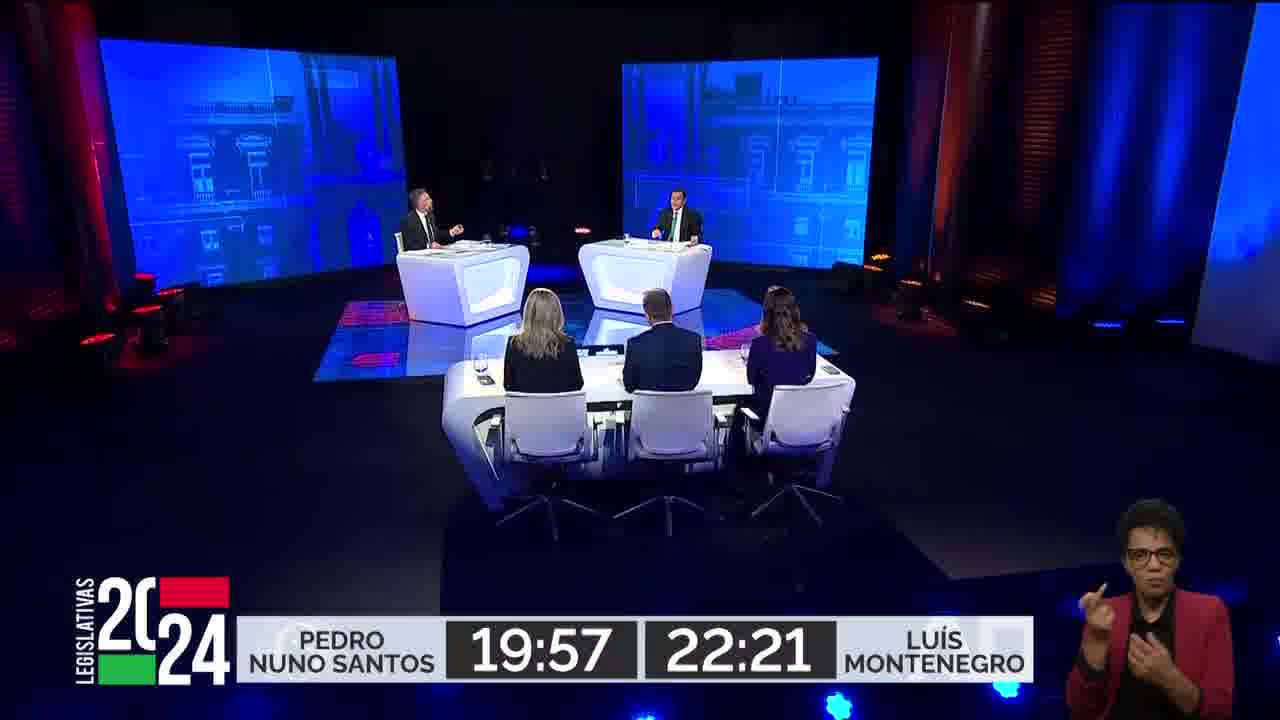 LEGISLATIVAS
2024
PEDRO
NUNO SANTOS
19:57
22:21
LUÍS
MONTENEGRO